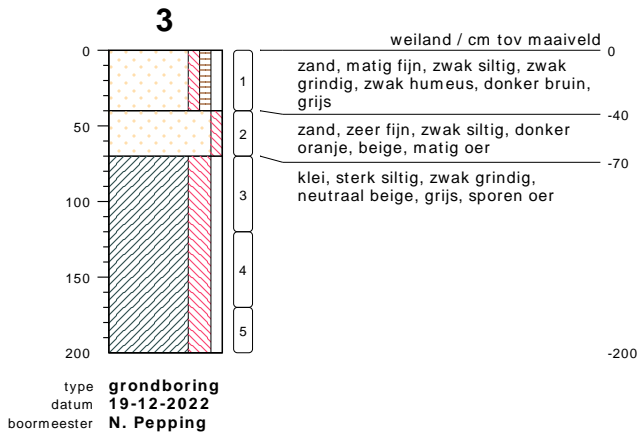 3
weiland / cm tov maaiveld
0
0
zand, matig fijn, zwak siltig, zwak
grindig, zwak humeus, donker bruin,
grijs
1
-40
50
zand, zeer fijn, zwak siltig, donker
oranje, beige, matig oer
2
-70
klei, sterk siltig, zwak grindig,
neutraal beige, grijs, sporen oer
3
100
4
150
5
200
-200
type grondboring
datum 19-12-2022
boormeester N. Pepping